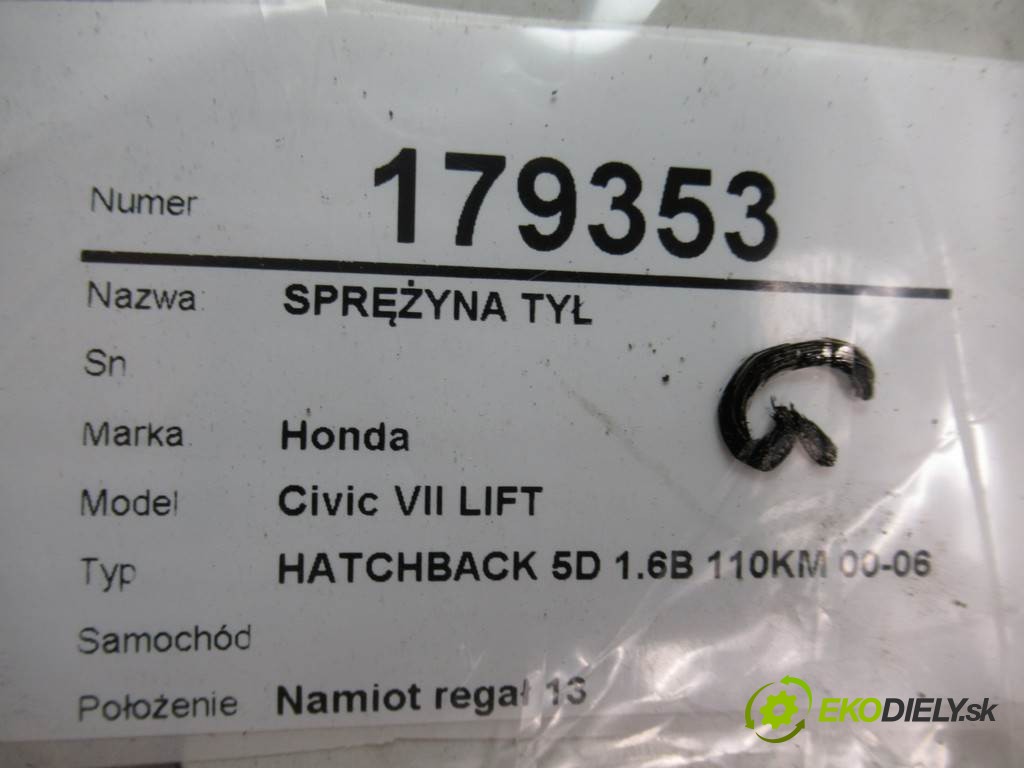 Numer 179353
Nazwa: SPRĘŻYNA TYŁ
Sn
Marka: Honda
Model Civic VII LIFT
Typ HATCHBACK 5D 1.6B 110KM 00-06
Samochód
Położenie Namiot regał 13
G
EKODIELY.sk